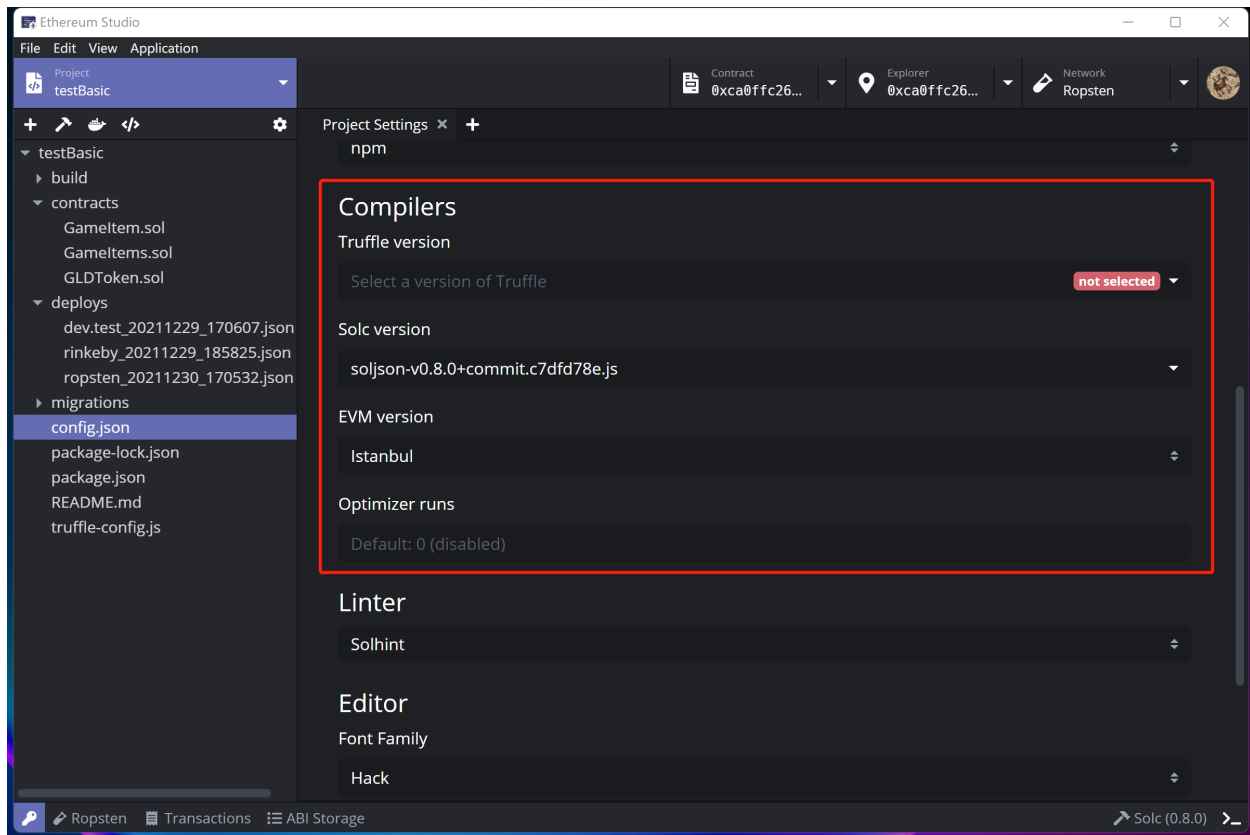 Ethereum Studio
File Edit View Application
Project
testBasic
Contract
0xca0ffc26...
Explorer
0xca0ffc26...
Network
Ropsten
Project Settings
testBasic
build
contracts
GameItem.sol
GameItems.sol
GLDToken.sol
deploys
dev.test_20211229_170607.json
rinkeby_20211229_185825.json
ropsten_20211230_170532.json
migrations
config.json
package-lock.json
package.json
README.md
truffle-config.js
npm
Compilers
Truffle version
Select a version of Truffle not selected
Solc version
soljson-v0.8.0+commit.c7dfd78e.js
EVM version
Istanbul
Optimizer runs
Default: 0 (disabled)
Linter
Solhint
Editor
Font Family
Hack
Ropsten Transactions ABI Storage Solc (0.8.0)